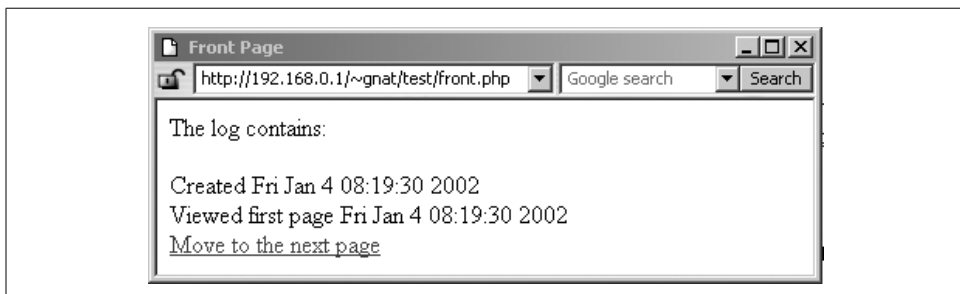 Front Page
http://192.168.0.1/~gnat/test/front.php Google search Search
The log contains:
Created Fri Jan 4 08:19:30 2002
Viewed first page Fri Jan 4 08:19:30 2002
Move to the next page